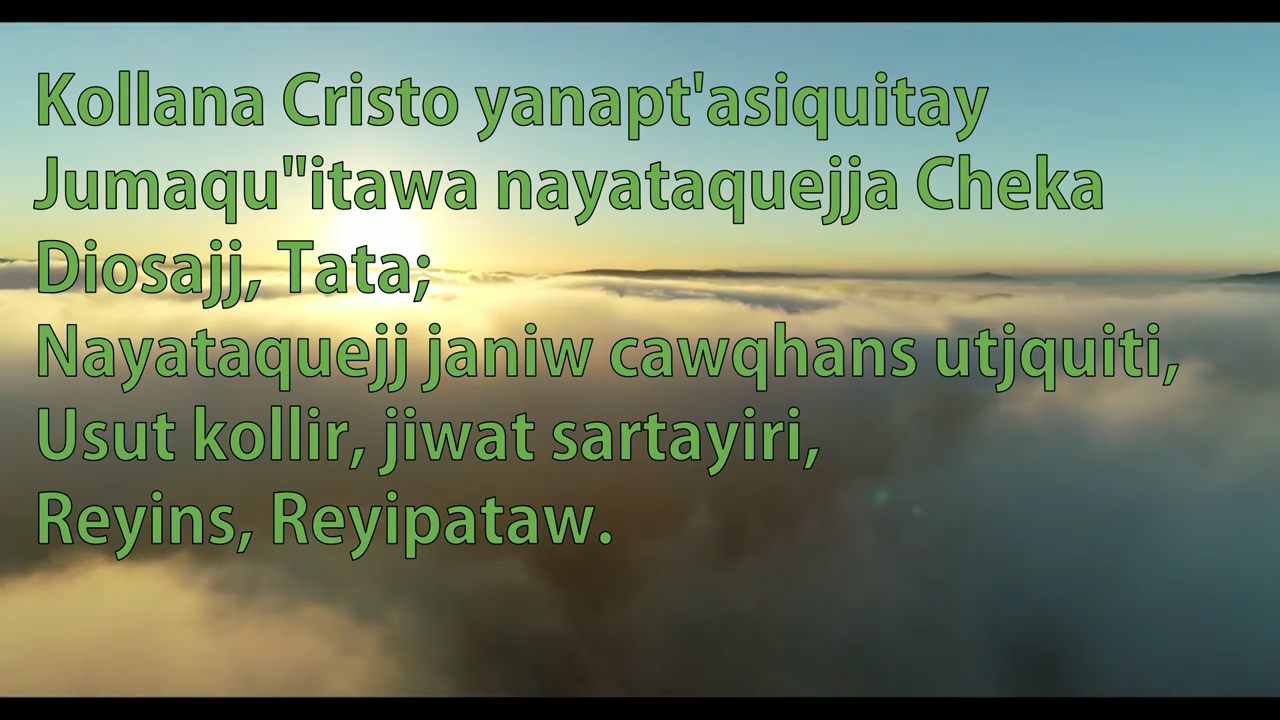 Kollana Cristo yanapt'asiquitay
Jumaqu"itawa nayataquejja Cheka
Diosajj, Tata;
Nayataquejj janiw cawqhans utjquiti,
Usut kollir, jiwat sartayiri,
Reyins, Reyipataw.